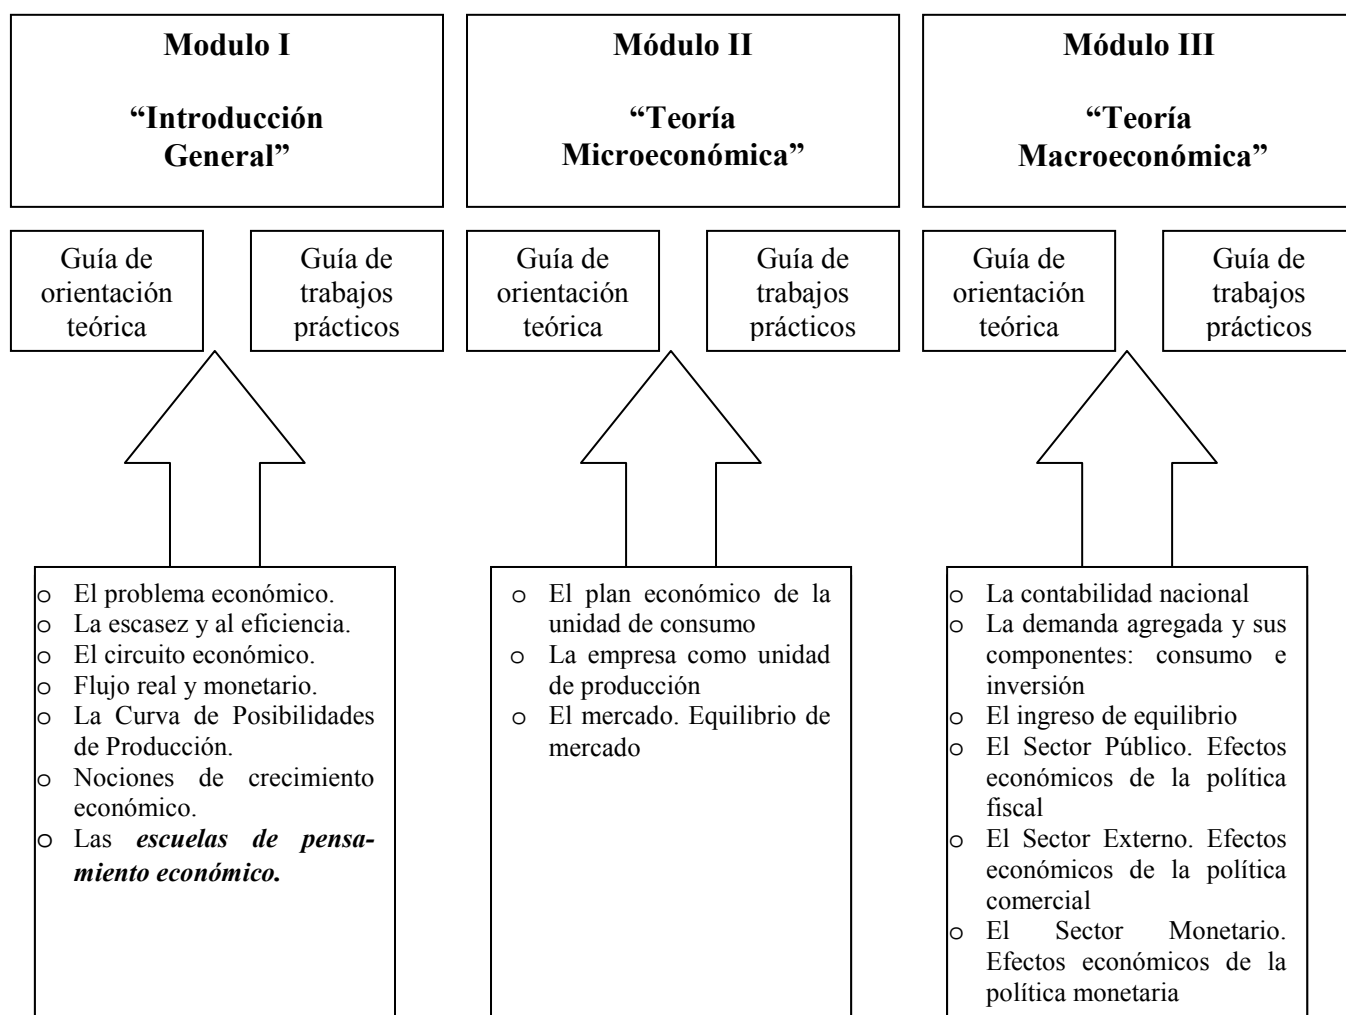 Modulo I
“Introducción
General”
Guía de
orientación
teórica
Guía de
trabajos
prácticos
o El problema económico.
o La escasez y al eficiencia.
o El circuito económico.
o Flujo real y monetario.
o La Curva de Posibilidades
de Producción.
o Nociones de crecimiento
económico.
o Las escuelas de pensa-
miento económico.
Módulo II
“Teoría
Microeconómica”
Guía de
orientación
teórica
Guía de
trabajos
prácticos
o El plan económico de la
unidad de consumo
o La empresa como unidad
de producción
o El mercado. Equilibrio de
mercado
Módulo III
“Teoría
Macroeconómica”
Guía de
orientación
teórica
Guía de
trabajos
prácticos
o La contabilidad nacional
o La demanda agregada y sus
componentes: consumo e
inversión
o El ingreso de equilibrio
o El Sector Público. Efectos
económicos de la política
fiscal
o El Sector Externo. Efectos
económicos de la política
comercial
o El Sector Monetario.
Efectos económicos de la
política monetaria